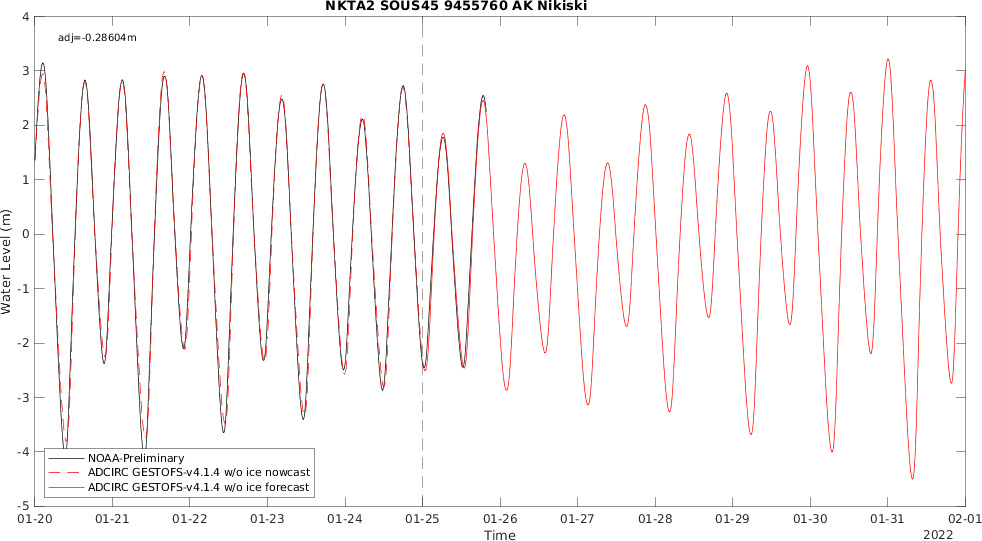 NKTA2 SOUS45 9455760 AK Nikiski
adj=-0.28604m
4
3
2
1
0
-1
-2
-3
-4
-5
Water Level (m)
NOAA-Preliminary
ADCIRC GESTOFS-v4.1.4 w/o ice nowcast
ADCIRC GESTOFS-v4.1.4 w/o ice forecast
01-20 01-21 01-22 01-23 01-24 01-25 01-26 01-27 01-28 01-29 01-30 01-31 02-01
Time
2022